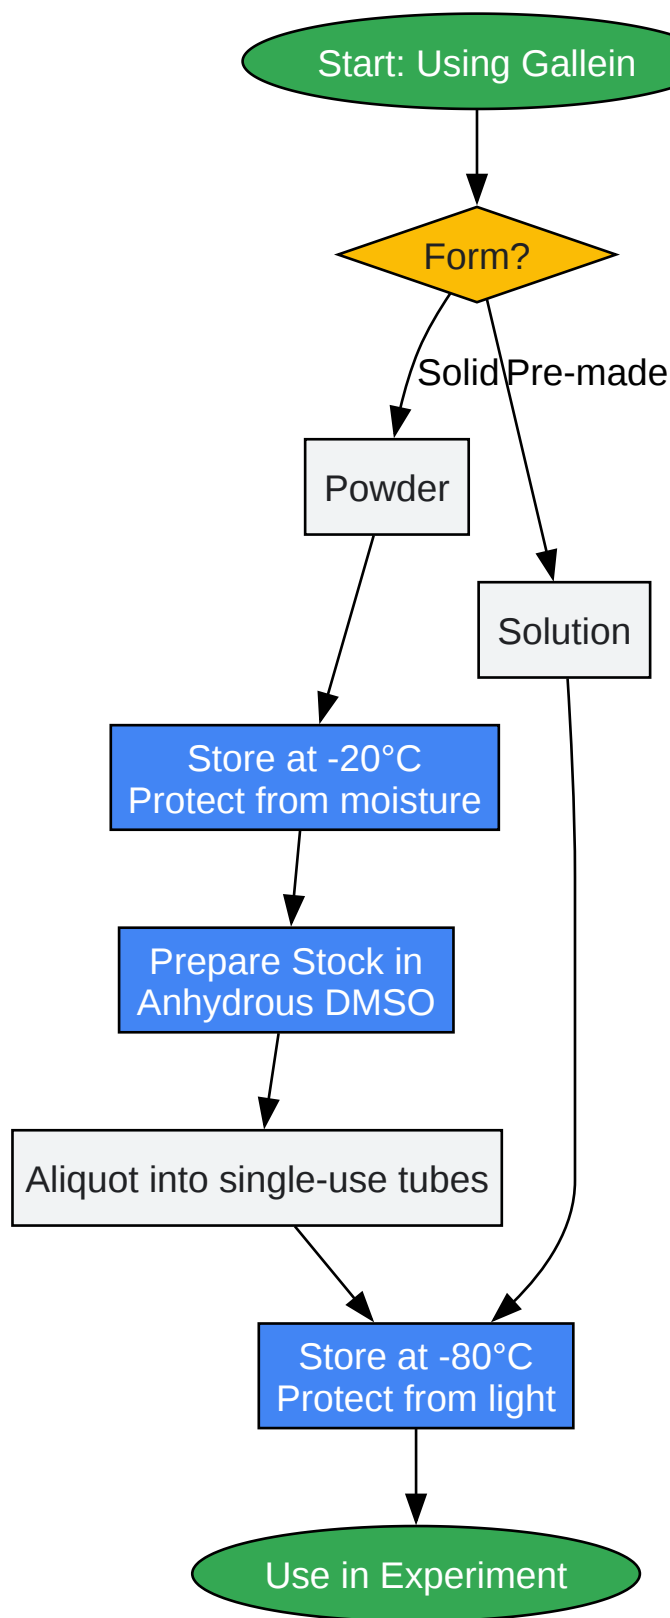 Start: Using Gallein
Form?
Solid
Pre-made
Powder
Solution
Store at -20°C
Protect from moisture
Prepare Stock in
Anhydrous DMSO
Aliquot into single-use tubes
Store at -80°C
Protect from light
Use in Experiment